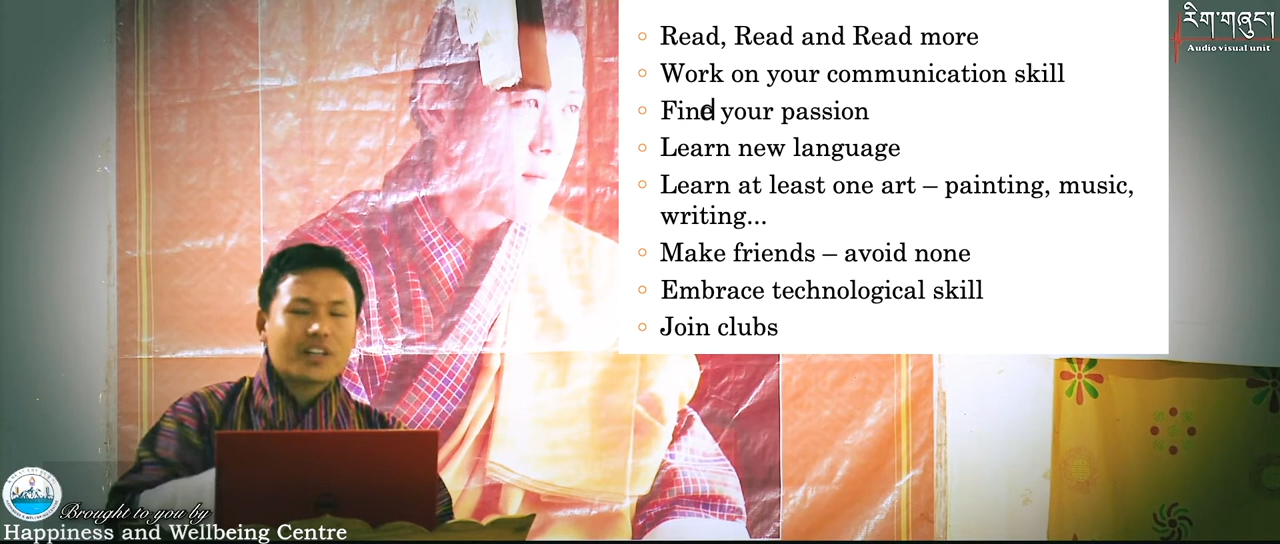 Read, Read and Read more
Work on your communication skill
Find your passion
Learn new language
Learn at least one art – painting, music,
writing...
Make friends – avoid none
Embrace technological skill
Join clubs
རིག་གཞུང་།
Audio visual unit
Brought to you by
Happiness and Wellbeing Centre